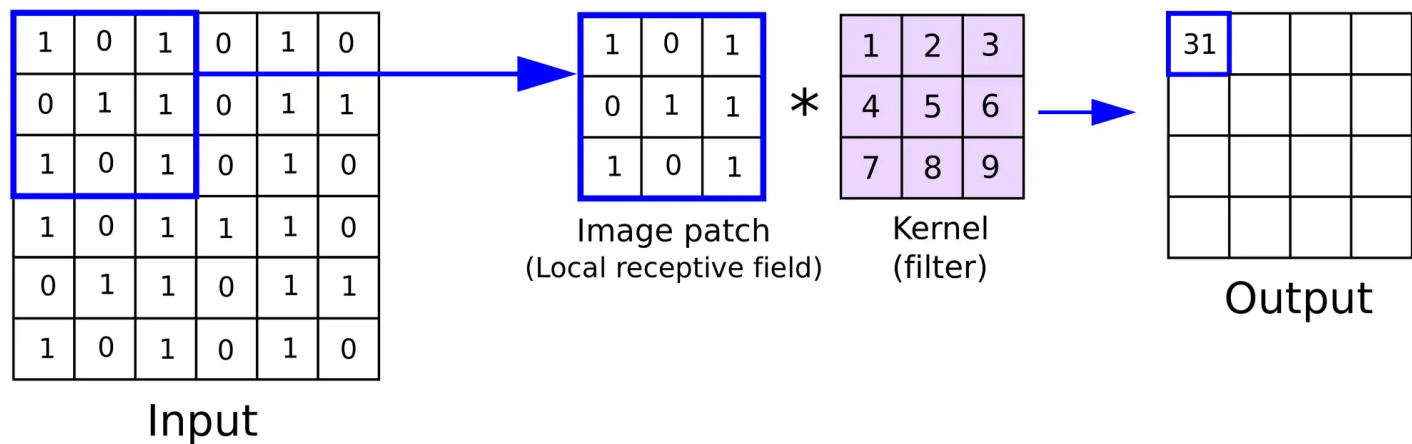 1 0 1 0 1 0
0 1 1 0 1 1
1 0 1 0 1 0
1 0 1 1 1 0
0 1 1 0 1 1
1 0 1 0 1 0
Input
1 0 1
0 1 1
1 0 1
Image patch
(Local receptive field)
*
1 2 3
4 5 6
7 8 9
Kernel
(filter)
31
Output